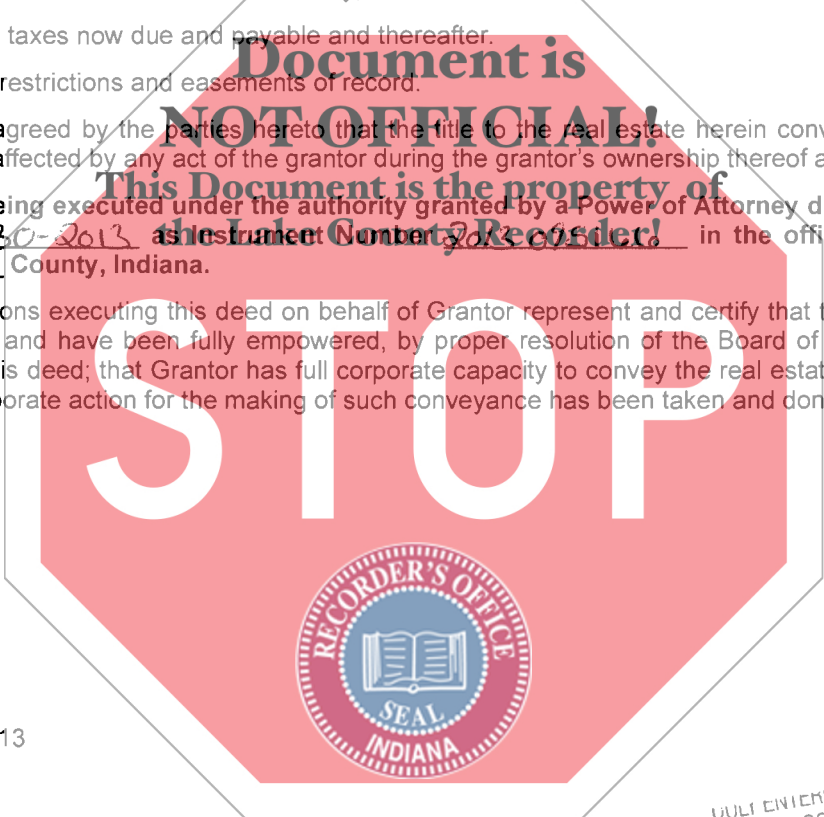 taxes now due and payable and thereafter.
Document is
restrictions and easements of record.
NOT OFFICIAL!
agreed by the parties hereto that the title to the real estate herein conv
affected by any act of the grantor during the grantor's ownership thereof a
This Document is the property of
eing executed under the authority granted by a Power of Attorney d
the Lake County Recorder!
30-2013 as Instrument Number 2013 in the offi
County, Indiana.
ons executing this deed on behalf of Grantor represent and certify that t
and have been fully empowered, by proper resolution of the Board of
is deed; that Grantor has full corporate capacity to convey the real estat
orate action for the making of such conveyance has been taken and don
STOP
RECORDER'S OFFICE
SEAL
INDIANA
13